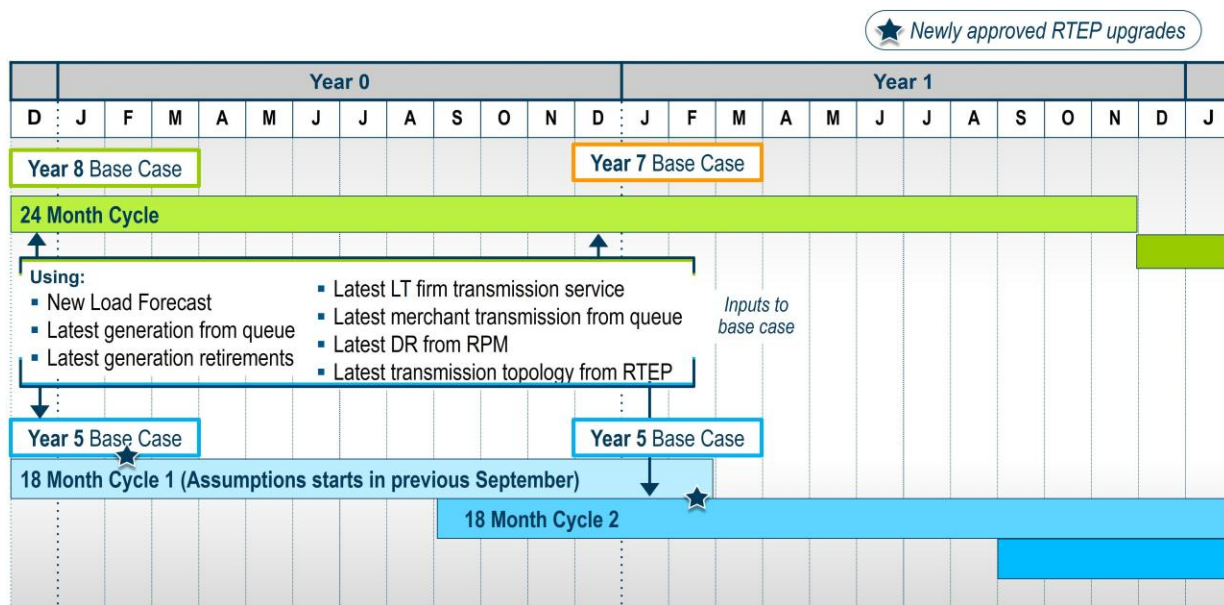 Newly approved RTEP upgrades
Year 0
Year 1
D J F M A M J J A S O N D J F M A M J J A S O N D J
Year 8 Base Case
Year 7 Base Case
24 Month Cycle
Using:
▪ New Load Forecast
▪ Latest generation from queue
▪ Latest generation retirements
▪ Latest LT firm transmission service
▪ Latest merchant transmission from queue
▪ Latest DR from RPM
▪ Latest transmission topology from RTEP
Inputs to
base case
Year 5 Base Case
Year 5 Base Case
18 Month Cycle 1 (Assumptions starts in previous September)
18 Month Cycle 2